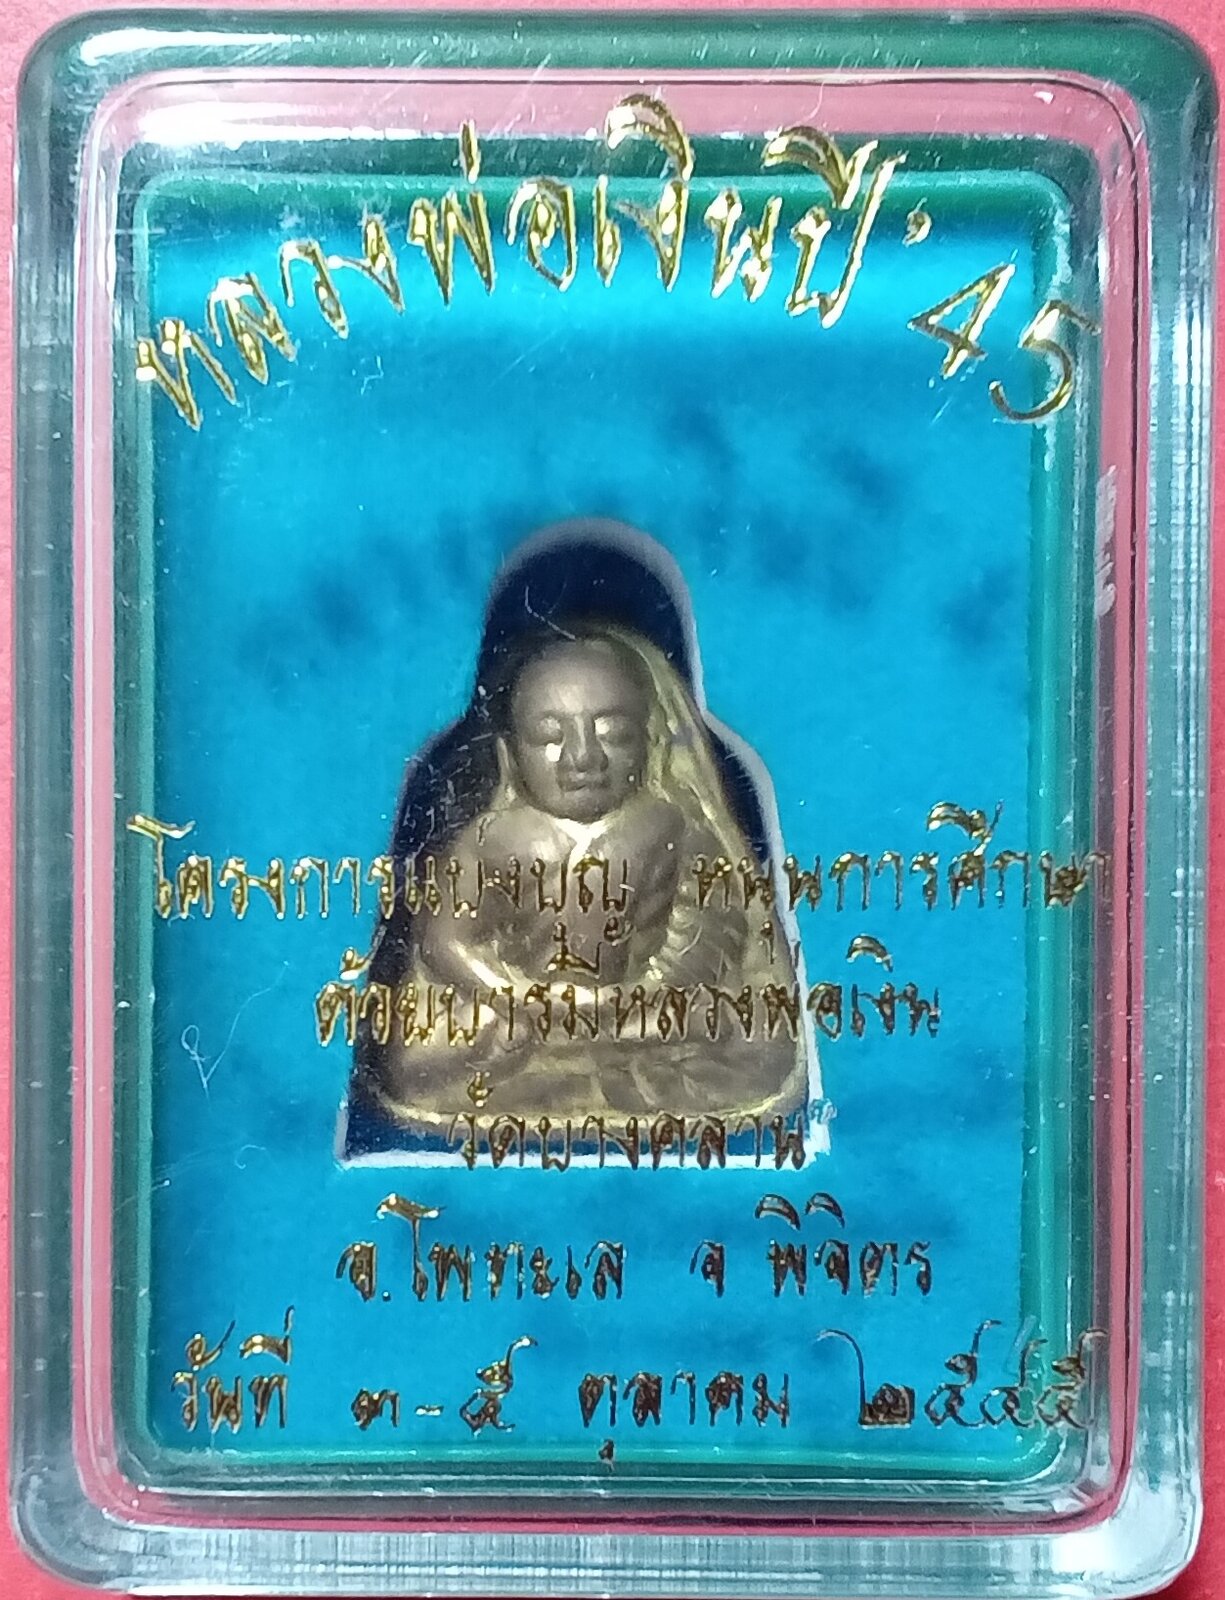 หลวงพ่อเงินปี'45
โครงการแบ่งบุญ หนุนการศึกษา
ด้วยบารมีหลวงพ่อเงิน
วัดบางคลาน
อ.โพทะเล จ พิจิตร
วันที่ ๓-๕ ตุลาคม ๒๕๔๕